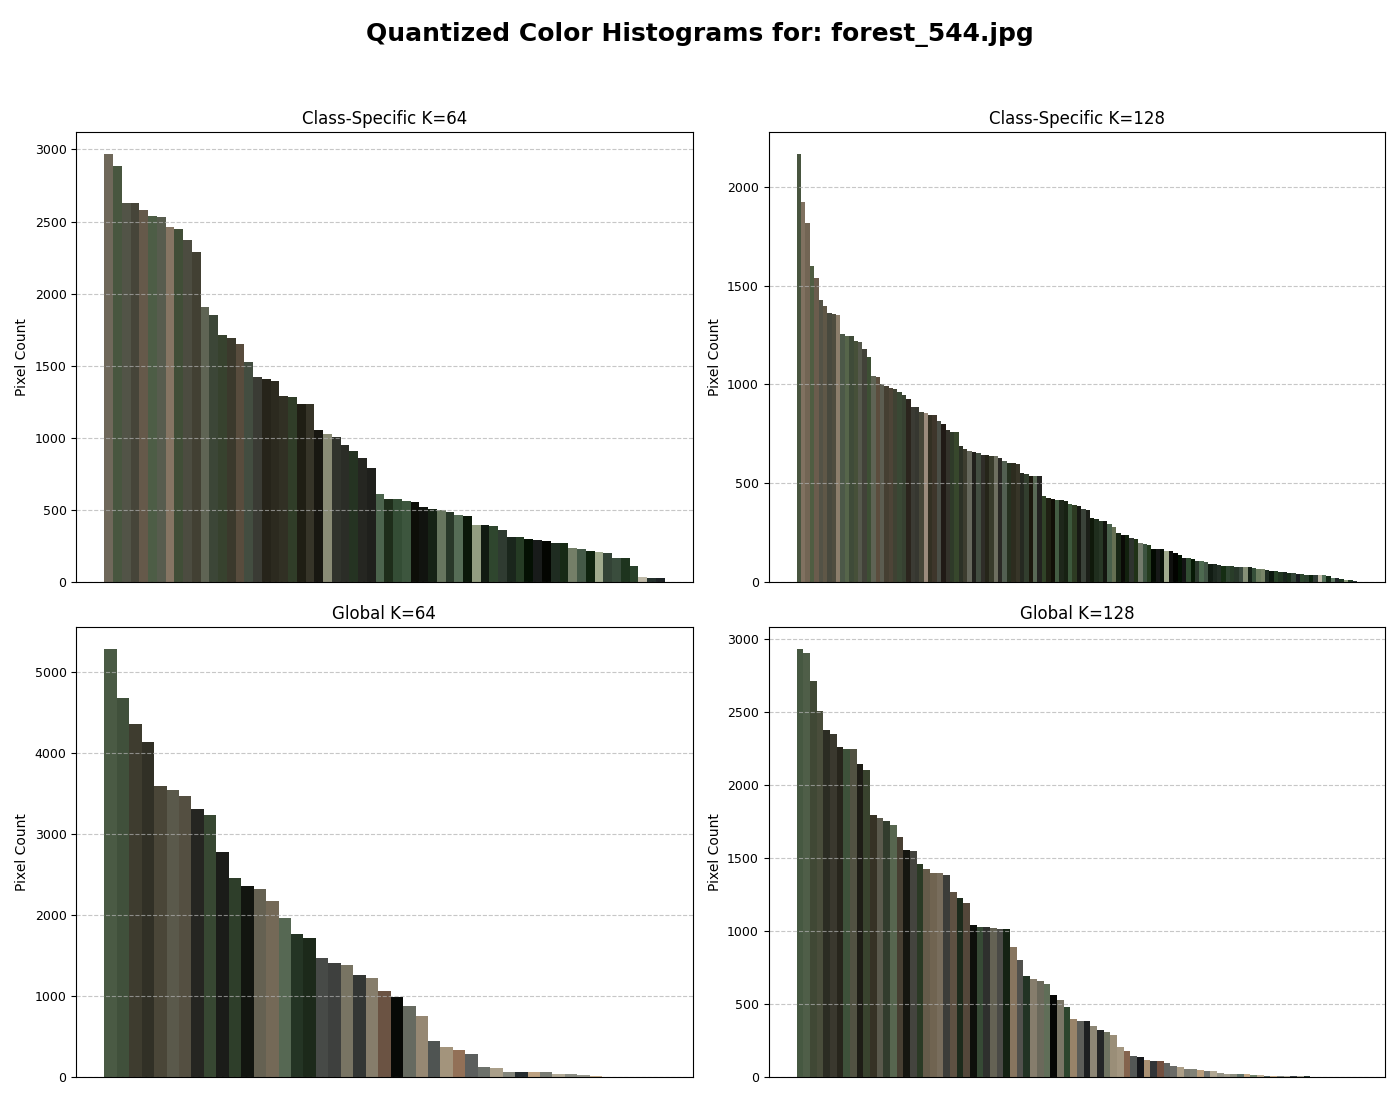 Quantized Color Histograms for: forest_544.jpg
Class-Specific K=64
Pixel Count
3000
2500
2000
1500
1000
500
0
Class-Specific K=128
Pixel Count
2000
1500
1000
500
0
Global K=64
Pixel Count
5000
4000
3000
2000
1000
0
Global K=128
Pixel Count
3000
2500
2000
1500
1000
500
0